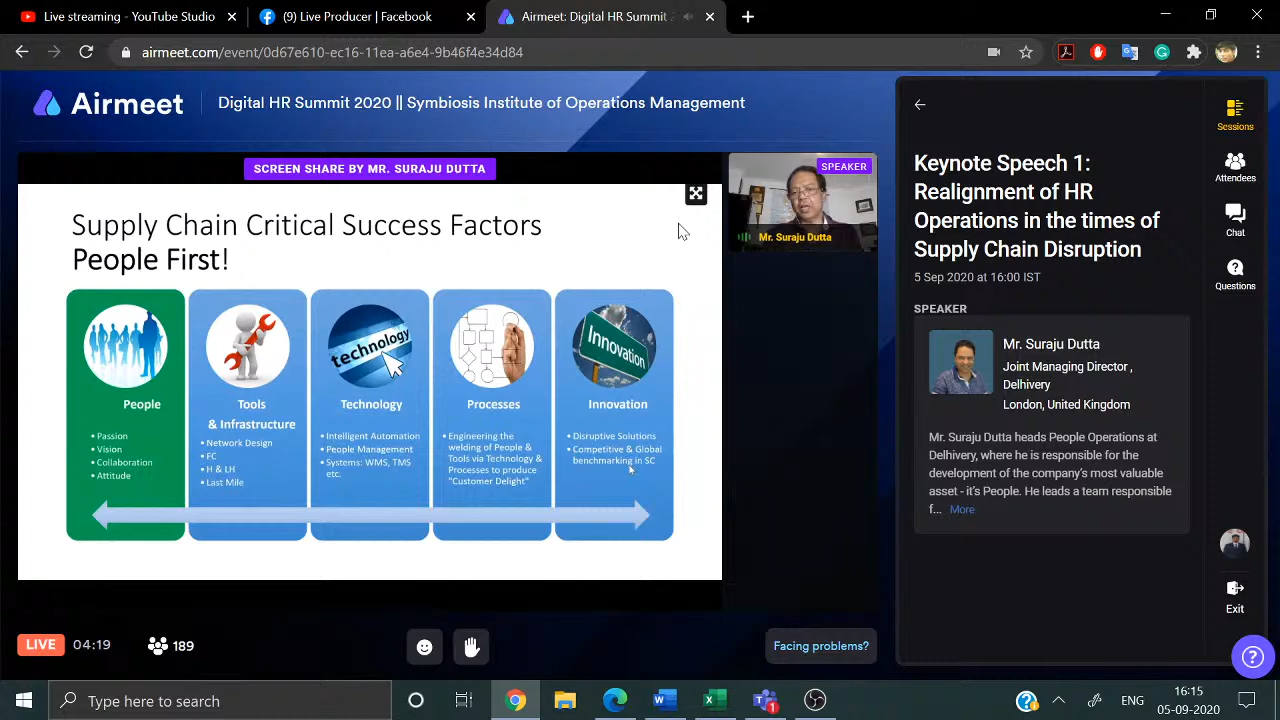 Live streaming - YouTube Studio
(9) Live Producer | Facebook
Airmeet: Digital HR Summit
airmeet.com/event/0d67e610-ec16-11ea-a6e4-9b46f4e34d84
Airmeet
Digital HR Summit 2020 || Symbiosis Institute of Operations Management
SCREEN SHARE BY MR. SURAJU DUTTA
Supply Chain Critical Success Factors
People First!
People
• Passion
• Vision
• Collaboration
• Attitude
Tools
& Infrastructure
• Network Design
• FC
• H & LH
• Last Mile
technology
Technology
• Intelligent Automation
• People Management
• Systems: WMS, TMS
etc.
Processes
• Engineering the
welding of People &
Tools via Technology &
Processes to produce
"Customer Delight"
Innovation
Innovation
• Disruptive Solutions
• Competitive & Global
benchmarking in SC
SPEAKER
Mr. Suraju Dutta
Keynote Speech 1:
Realignment of HR
Operations in the times of
Supply Chain Disruption
5 Sep 2020 at 16:00 IST
SPEAKER
Mr. Suraju Dutta
Joint Managing Director ,
Delhivery
London, United Kingdom
Mr. Suraju Dutta heads People Operations at
Delhivery, where he is responsible for the
development of the company's most valuable
asset - it's People. He leads a team responsible
f... More
Sessions
Attendees
Chat
Questions
Exit
LIVE
04:19
189
Facing problems?
Type here to search
1
ENG
16:15
05-09-2020